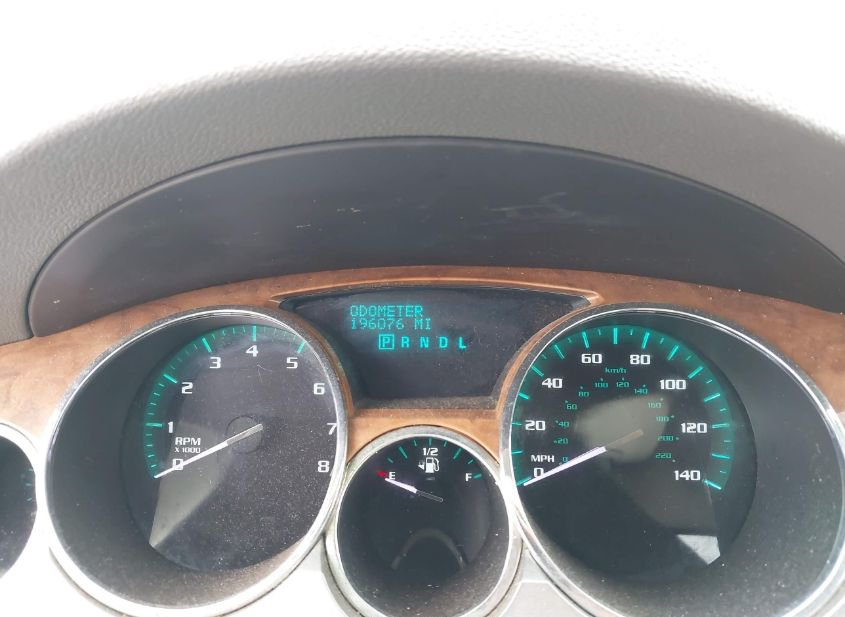 ODOMETER
196076 MI
P R N D L
0 1 2 3 4 5 6 7 8
RPM
X 1000
E 1/2 F
0 20 40 60 80 100 120 140
MPH
km/h
0 20 40 60 80 100 120 140 160 180 200 220